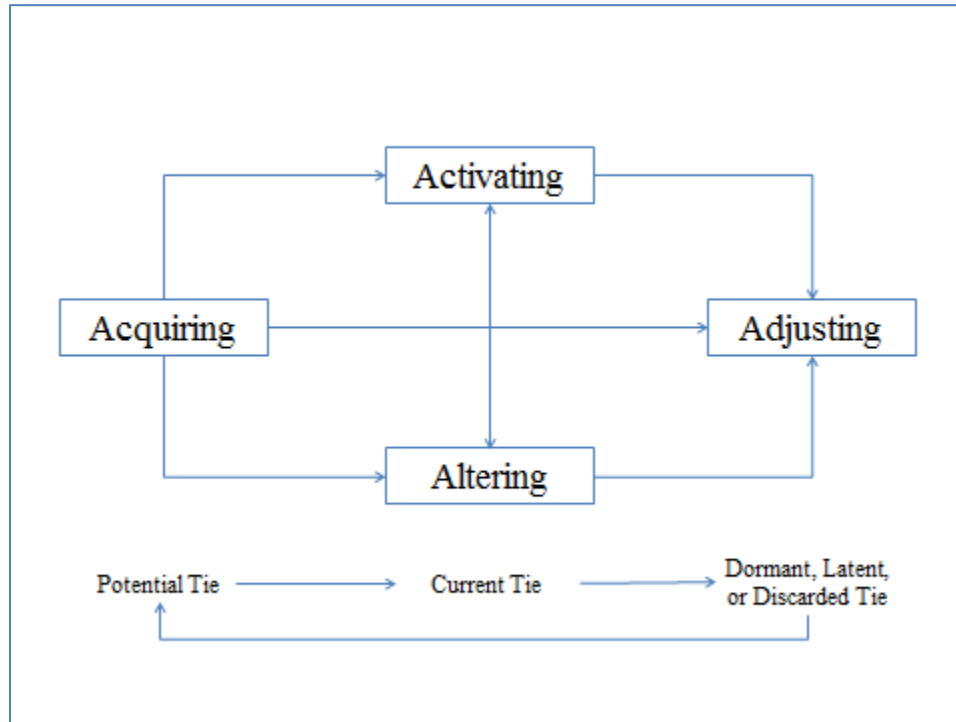 Activating
Acquiring
Adjusting
Altering
Potential Tie
Current Tie
Dormant, Latent,
or Discarded Tie